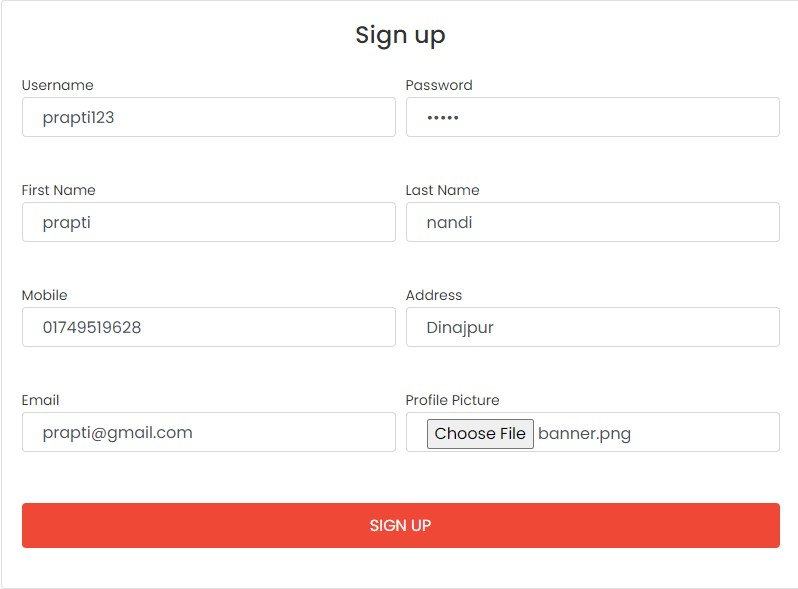 Sign up
Username Password
prapti123 •••••
First Name Last Name
prapti nandi
Mobile Address
01749519628 Dinajpur
Email Profile Picture
prapti@gmail.com Choose File banner.png
SIGN UP